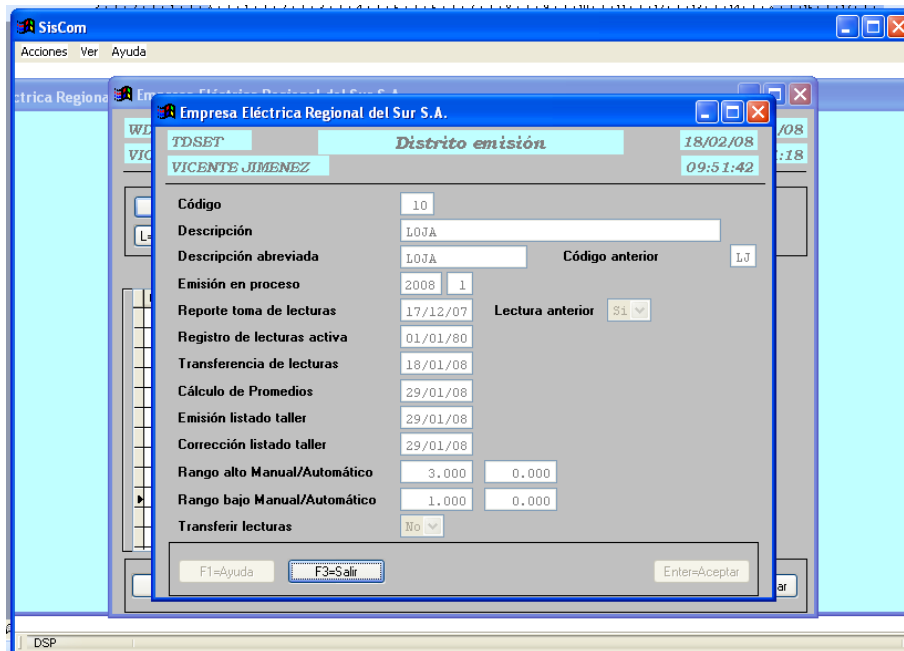 SisCom
Acciones Ver Ayuda
ctrica Regiona
Empresa Eléctrica Regional del Sur S.A.
TDSET Distrito emisión 18/02/08
VICENTE JIMENEZ 09:51:42
WD
VIC
/08
:18
L=
Código 10
Descripción LOJA
Descripción abreviada LOJA Código anterior LJ
Emisión en proceso 2008 1
Reporte toma de lecturas 17/12/07 Lectura anterior Si
Registro de lecturas activa 01/01/80
Transferencia de lecturas 18/01/08
Cálculo de Promedios 29/01/08
Emisión listado taller 29/01/08
Corrección listado taller 29/01/08
Rango alto Manual/Automático 3.000 0.000
Rango bajo Manual/Automático 1.000 0.000
Transferir lecturas No
F1=Ayuda F3=Salir Enter=Aceptar
ar
DSP